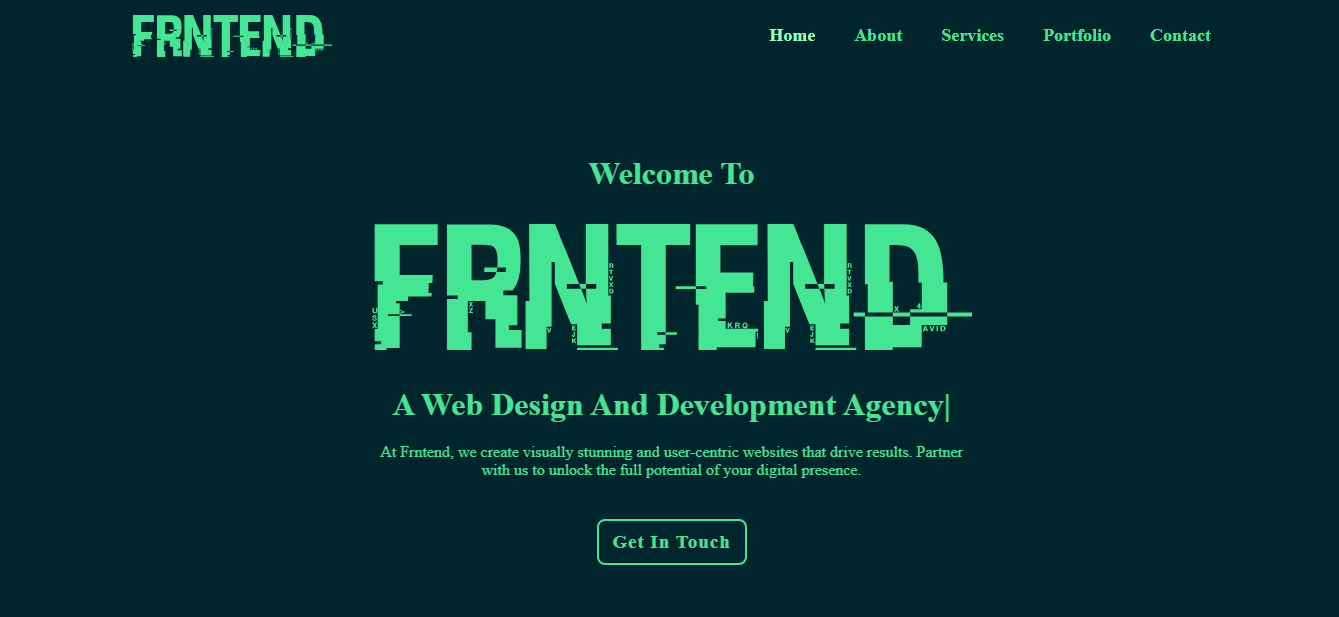 FRNTEND
Home About Services Portfolio Contact
Welcome To
FRNTEND
A Web Design And Development Agency|
At Frntend, we create visually stunning and user-centric websites that drive results. Partner
with us to unlock the full potential of your digital presence.
Get In Touch